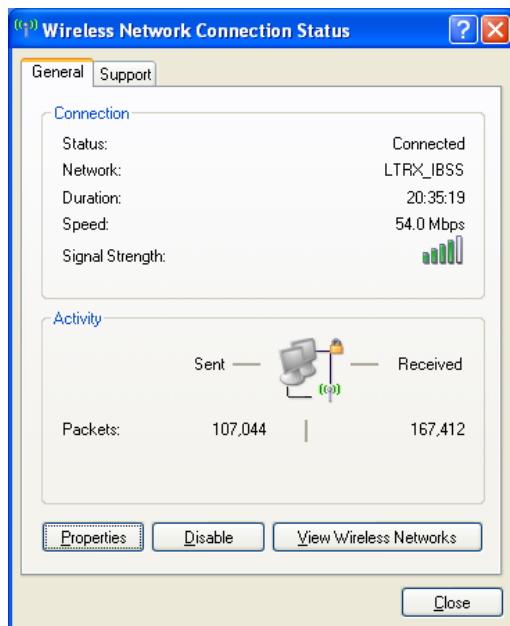 Wireless Network Connection Status
General Support
Connection
Status: Connected
Network: LTRX_IBSS
Duration: 20:35:19
Speed: 54.0 Mbps
Signal Strength:
Activity
Sent Received
Packets: 107,044 167,412
Properties Disable View Wireless Networks
Close